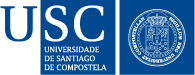 USC
UNIVERSIDADE
DE SANTIAGO
DE COMPOSTELA